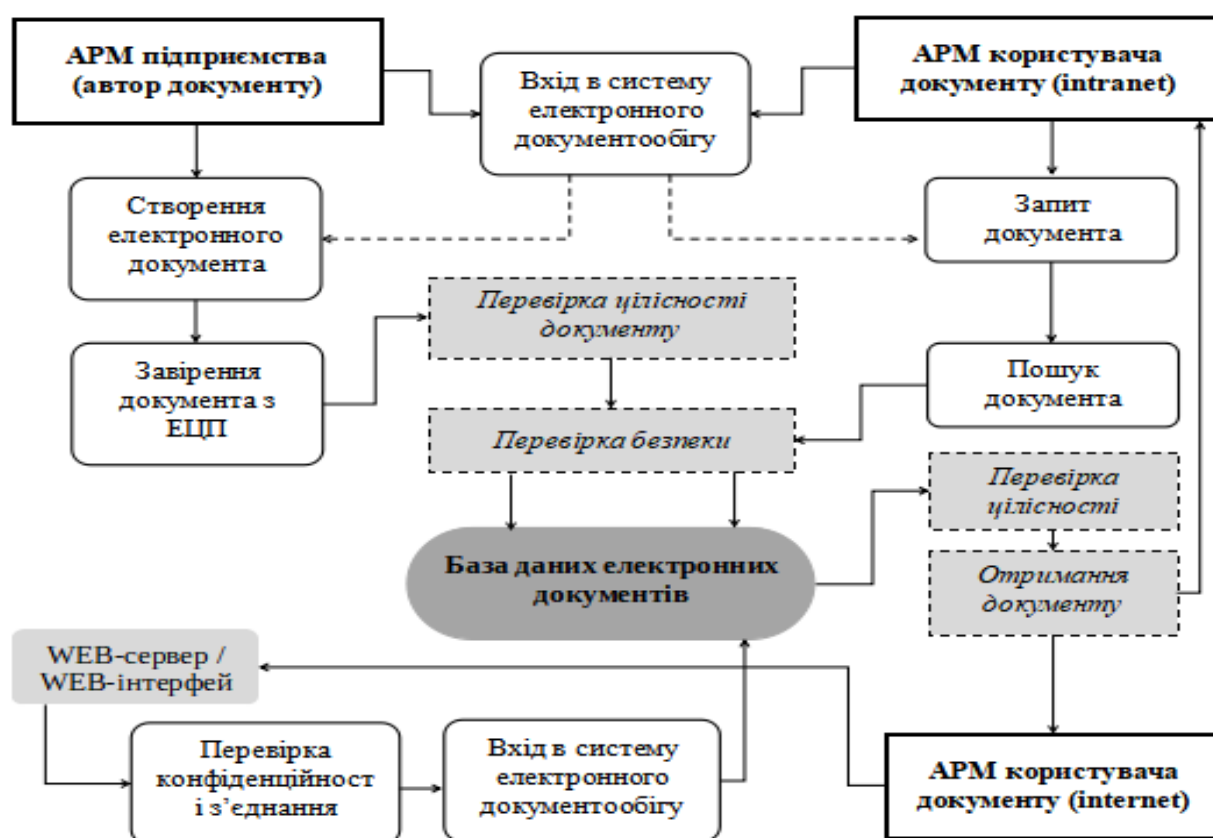 АРМ підприємства
(автор документу)
Вхід в систему
електронного
документообігу
АРМ користувача
документу (intranet)
Створення
електронного
документа
Запит
документа
Перевірка цілісності
документу
Завірення
документа з
ЕЦП
Пошук
документа
Перевірка безпеки
Перевірка
цілісності
База даних електронних
документів
Отримання
документу
WEB-сервер /
WEB-інтерфей
Перевірка
конфіденційност
і з’єднання
Вхід в систему
електронного
документообігу
АРМ користувача
документу (internet)